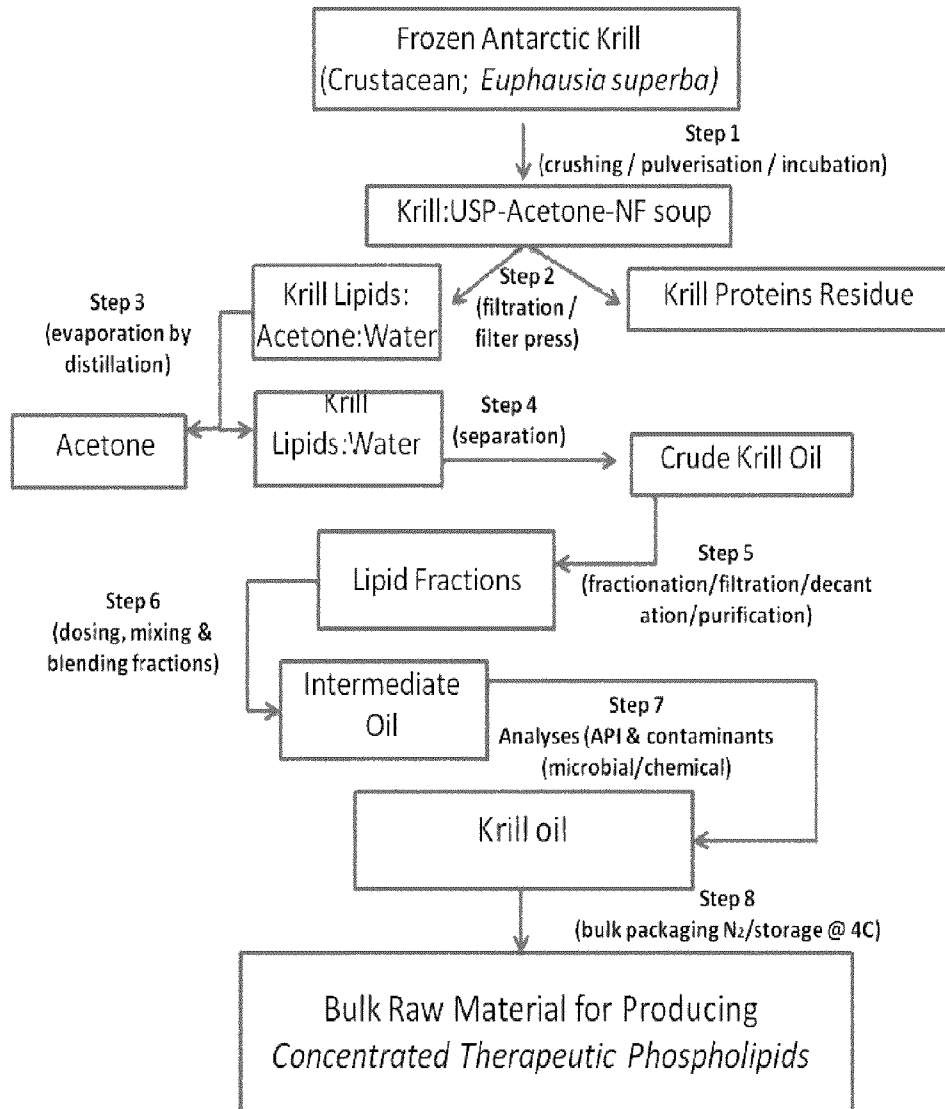 Frozen Antarctic Krill
(Crustacean; Euphausia superba)
Step 1
(crushing / pulverisation / incubation)
Krill:USP-Acetone-NF soup
Step 2
(filtration /
filter press)
Krill Lipids:
Acetone:Water
Krill Proteins Residue
Step 3
(evaporation by
distillation)
Acetone
Krill
Lipids:Water
Step 4
(separation)
Crude Krill Oil
Step 5
(fractionation/filtration/decant
ation/purification)
Lipid Fractions
Step 6
(dosing, mixing &
blending fractions)
Intermediate
Oil
Step 7
Analyses (API & contaminants
(microbial/chemical)
Krill oil
Step 8
(bulk packaging N₂/storage @ 4C)
Bulk Raw Material for Producing
Concentrated Therapeutic Phospholipids